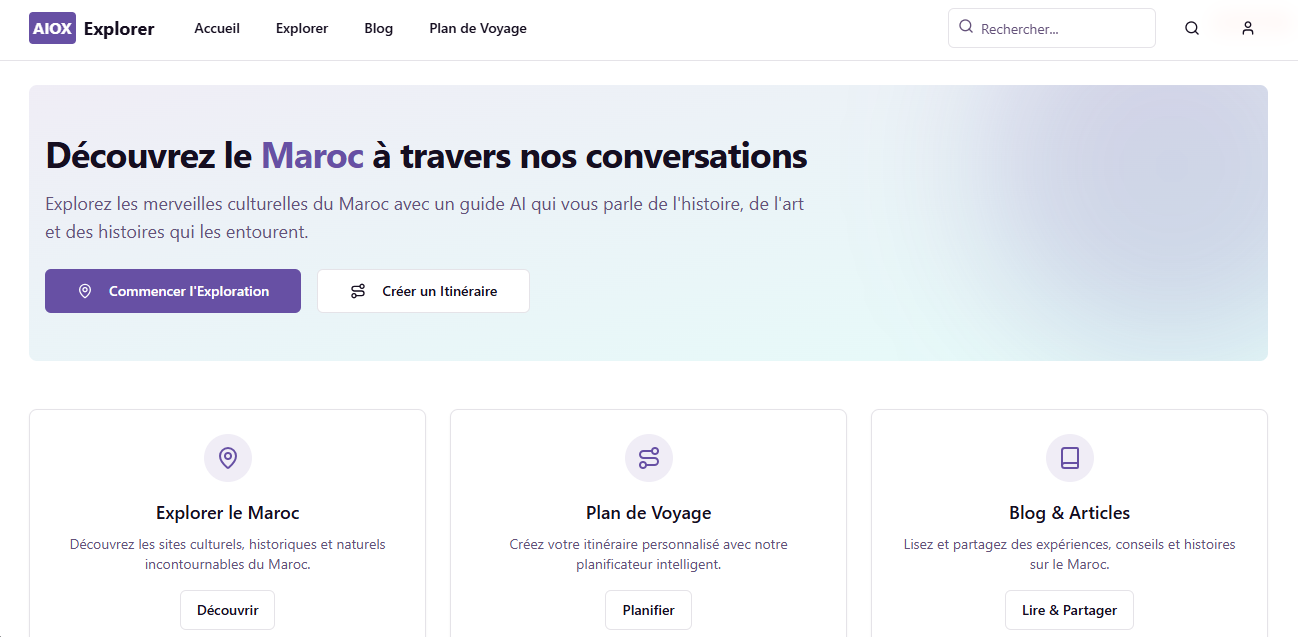 AIOX Explorer Accueil Explorer Blog Plan de Voyage Rechercher...
Découvrez le Maroc à travers nos conversations
Explorez les merveilles culturelles du Maroc avec un guide AI qui vous parle de l'histoire, de l'art
et des histoires qui les entourent.
Commencer l'Exploration Créer un Itinéraire
Explorer le Maroc
Découvrez les sites culturels, historiques et naturels
incontournables du Maroc.
Découvrir
Plan de Voyage
Créez votre itinéraire personnalisé avec notre
planificateur intelligent.
Planifier
Blog & Articles
Lisez et partagez des expériences, conseils et histoires
sur le Maroc.
Lire & Partager